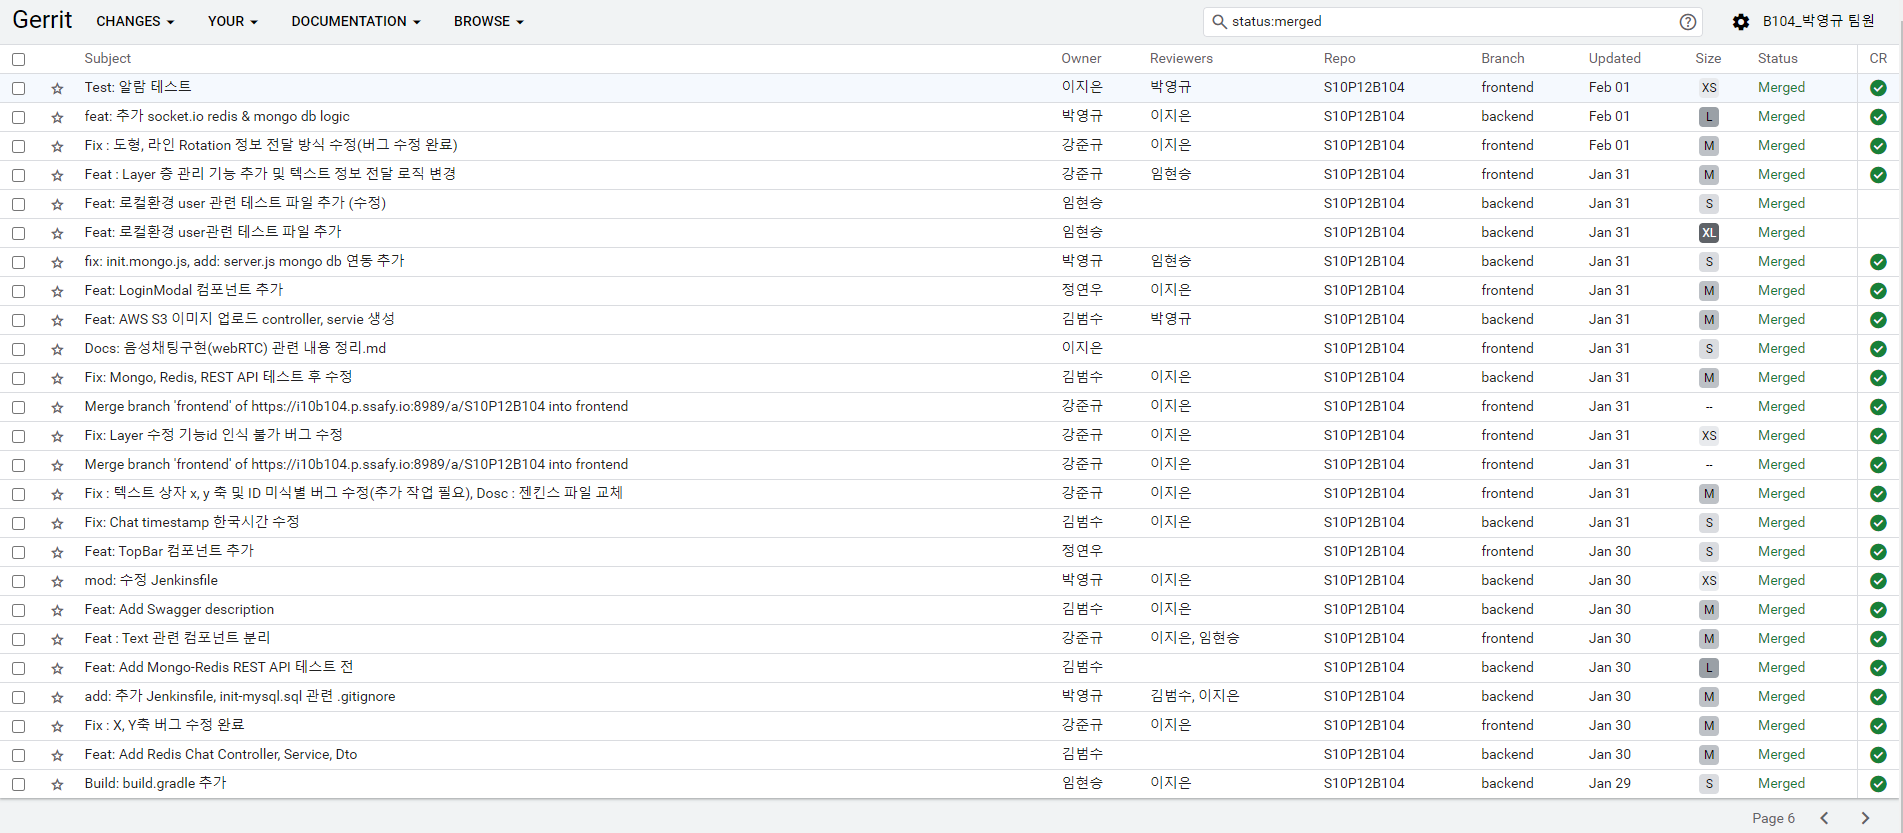 Gerrit CHANGES YOUR DOCUMENTATION BROWSE status:merged B104_박영규 팀원
Subject Owner Reviewers Repo Branch Updated Size Status CR
Test: 알람 테스트 이지은 박영규 S10P12B104 frontend Feb 01 XS Merged
feat: 추가 socket.io redis & mongo db logic 박영규 이지은 S10P12B104 backend Feb 01 L Merged
Fix : 도형, 라인 Rotation 정보 전달 방식 수정(버그 수정 완료) 강준규 이지은 S10P12B104 frontend Feb 01 M Merged
Feat : Layer 층 관리 기능 추가 및 텍스트 정보 전달 로직 변경 강준규 임현승 S10P12B104 frontend Jan 31 M Merged
Feat: 로컬환경 user 관련 테스트 파일 추가 (수정) 임현승 S10P12B104 backend Jan 31 S Merged
Feat: 로컬환경 user관련 테스트 파일 추가 임현승 S10P12B104 backend Jan 31 XL Merged
fix: init.mongo.js, add: server.js mongo db 연동 추가 박영규 임현승 S10P12B104 backend Jan 31 S Merged
Feat: LoginModal 컴포넌트 추가 정연우 이지은 S10P12B104 frontend Jan 31 M Merged
Feat: AWS S3 이미지 업로드 controller, servie 생성 김범수 박영규 S10P12B104 backend Jan 31 M Merged
Docs: 음성채팅구현(webRTC) 관련 내용 정리.md 이지은 S10P12B104 frontend Jan 31 S Merged
Fix: Mongo, Redis, REST API 테스트 후 수정 김범수 이지은 S10P12B104 backend Jan 31 M Merged
Merge branch 'frontend' of https://i10b104.p.ssafy.io:8989/a/S10P12B104 into frontend 강준규 이지은 S10P12B104 frontend Jan 31 -- Merged
Fix: Layer 수정 기능id 인식 불가 버그 수정 강준규 이지은 S10P12B104 frontend Jan 31 XS Merged
Merge branch 'frontend' of https://i10b104.p.ssafy.io:8989/a/S10P12B104 into frontend 강준규 이지은 S10P12B104 frontend Jan 31 -- Merged
Fix : 텍스트 상자 x, y 축 및 ID 미식별 버그 수정(추가 작업 필요), Dosc : 젠킨스 파일 교체 강준규 이지은 S10P12B104 frontend Jan 31 M Merged
Fix: Chat timestamp 한국시간 수정 김범수 이지은 S10P12B104 backend Jan 31 S Merged
Feat: TopBar 컴포넌트 추가 정연우 S10P12B104 frontend Jan 30 S Merged
mod: 수정 Jenkinsfile 박영규 이지은 S10P12B104 backend Jan 30 XS Merged
Feat: Add Swagger description 김범수 이지은 S10P12B104 backend Jan 30 M Merged
Feat : Text 관련 컴포넌트 분리 강준규 이지은, 임현승 S10P12B104 frontend Jan 30 M Merged
Feat: Add Mongo-Redis REST API 테스트 전 김범수 S10P12B104 backend Jan 30 L Merged
add: 추가 Jenkinsfile, init-mysql.sql 관련 .gitignore 박영규 김범수, 이지은 S10P12B104 backend Jan 30 M Merged
Fix : X, Y축 버그 수정 완료 강준규 이지은 S10P12B104 frontend Jan 30 M Merged
Feat: Add Redis Chat Controller, Service, Dto 김범수 S10P12B104 backend Jan 30 M Merged
Build: build.gradle 추가 임현승 이지은 S10P12B104 backend Jan 29 S Merged
Page 6